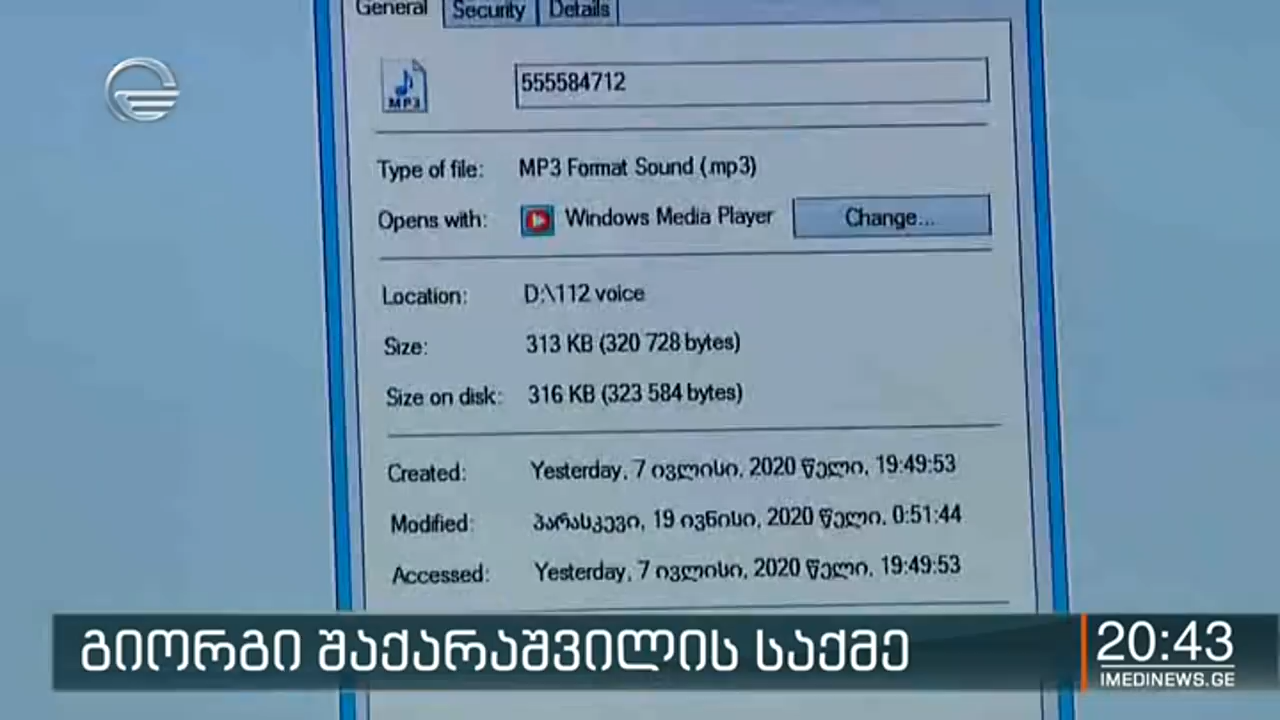 General Security Details
MP3
555584712
Type of file: MP3 Format Sound (.mp3)
Opens with: Windows Media Player Change...
Location: D:\112 voice
Size: 313 KB (320 728 bytes)
Size on disk: 316 KB (323 584 bytes)
Created: Yesterday, 7 ივლისი, 2020 წელი, 19:49:53
Modified: პარასკევი, 19 ივნისი, 2020 წელი, 0:51:44
Accessed: Yesterday, 7 ივლისი, 2020 წელი, 19:49:53
გიორგი შაქარაშვილის საქმე
20:43
IMEDINEWS.GE